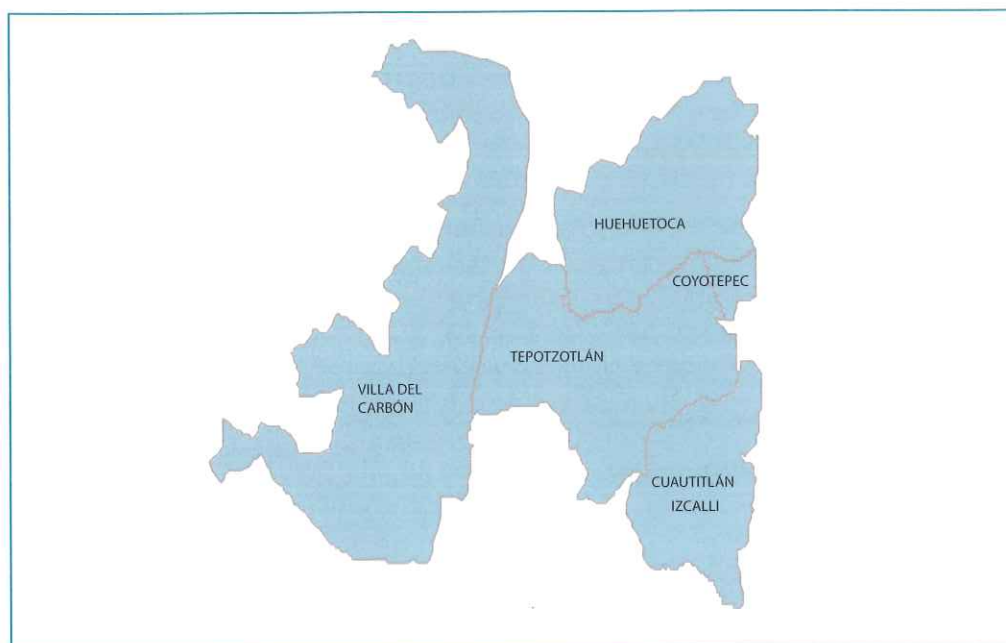 HUEHUETOCA
COYOTEPEC
TEPOTZOTLÁN
VILLA DEL
CARBÓN
CUAUTITLÁN
IZCALLI